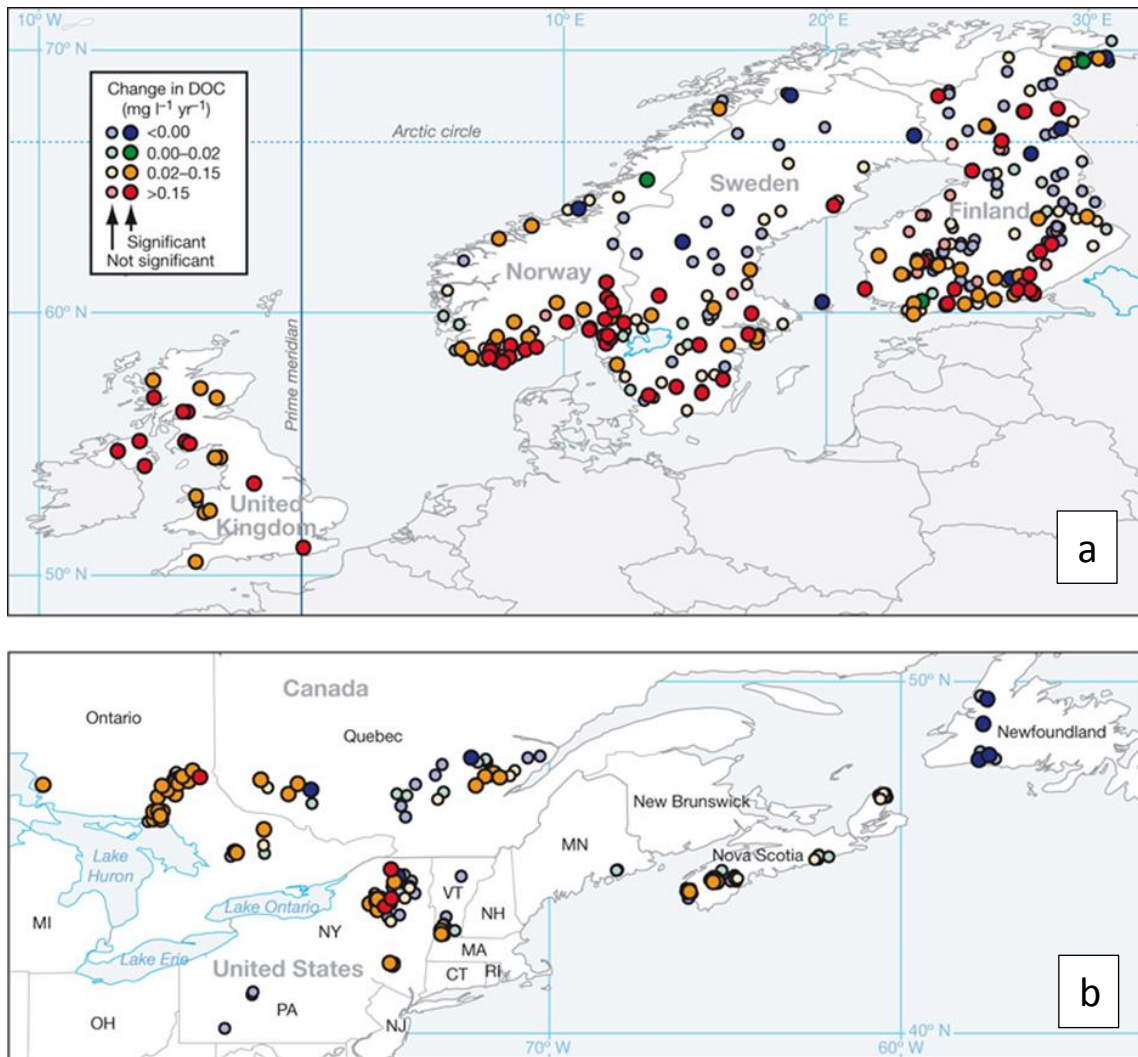 10° W
10° E
20° E
30° E
70° N
Change in DOC
(mg l⁻¹ yr⁻¹)
<0.00
0.00–0.02
0.02–0.15
>0.15
Significant
Not significant
Arctic circle
Sweden
Finland
Norway
60° N
Prime meridian
United
Kingdom
50° N
a
Canada
50° N
Ontario
Quebec
Newfoundland
New Brunswick
MN
Nova Scotia
Lake
Huron
VT
Lake Ontario
NH
MI
NY
MA
Lake Erie
United States
CT
RI
PA
OH
NJ
b
40° N
70° W
60° W